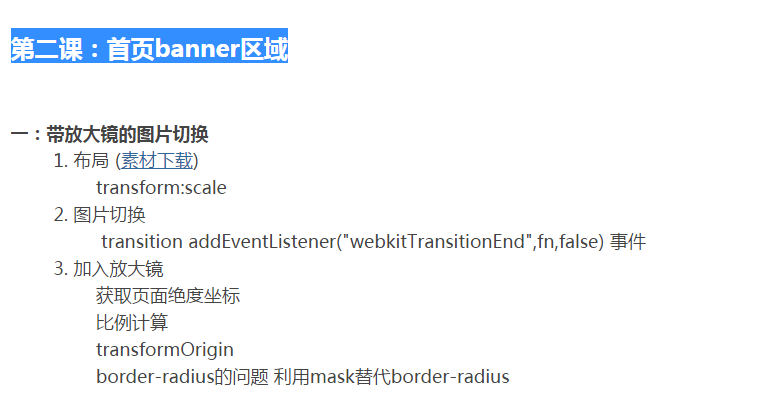 第二课：首页banner区域
一：带放大镜的图片切换
1. 布局 (素材下载)
transform:scale
2. 图片切换
transition addEventListener("webkitTransitionEnd",fn,false) 事件
3. 加入放大镜
获取页面绝度坐标
比例计算
transformOrigin
border-radius的问题 利用mask替代border-radius